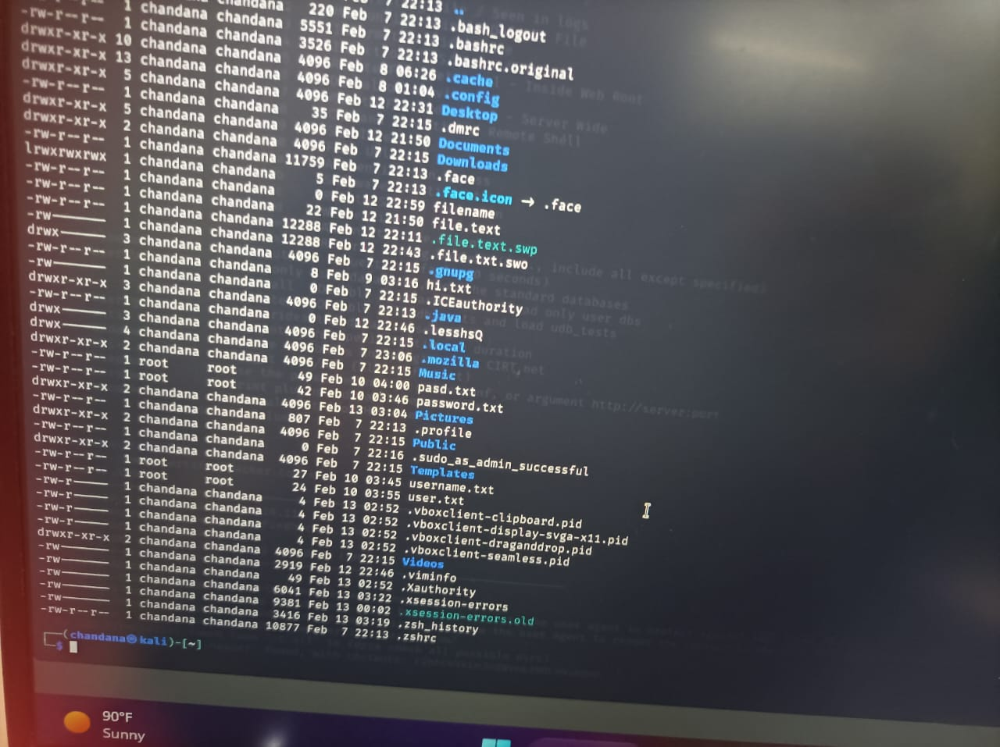 22:13 ..
chandana 220 Feb 7 22:13 .bash_logout
1 chandana chandana 5551 Feb 7 22:13 .bashrc
-rw-r--r-- 1 chandana chandana 3526 Feb 7 22:13 .bashrc.original
drwxr-xr-x 10 chandana chandana 4096 Feb 8 06:26 .cache
drwxr-xr-x 13 chandana chandana 4096 Feb 8 01:04 .config
drwxr-xr-x 5 chandana chandana 4096 Feb 12 22:31 Desktop
-rw-r--r-- 1 chandana chandana 35 Feb 7 22:15 .dmrc
drwxr-xr-x 5 chandana chandana 4096 Feb 12 21:50 Documents
drwxr-xr-x 2 chandana chandana 4096 Feb 7 22:15 Downloads
-rw-r--r-- 1 chandana chandana 11759 Feb 7 22:13 .face
lrwxrwxrwx 1 chandana chandana 5 Feb 7 22:13 .face.icon → .face
-rw-r--r-- 1 chandana chandana 0 Feb 12 22:59 filename
-rw-r--r-- 1 chandana chandana 22 Feb 12 21:50 file.text
-rw-r--r-- 1 chandana chandana 12288 Feb 12 22:11 .file.text.swp
-rw------- 1 chandana chandana 12288 Feb 12 22:43 .file.txt.swo
drwx------ 3 chandana chandana 4096 Feb 7 22:15 .gnupg
-rw-r--r-- 1 chandana chandana 8 Feb 9 03:16 hi.txt
-rw------- 1 chandana chandana 0 Feb 7 22:15 .ICEauthority
drwxr-xr-x 3 chandana chandana 4096 Feb 7 22:13 .java
-rw-r--r-- 1 chandana chandana 0 Feb 12 22:46 .lesshsQ
drwx------ 3 chandana chandana 4096 Feb 7 22:15 .local
drwx------ 4 chandana chandana 4096 Feb 7 23:06 .mozilla
drwxr-xr-x 2 chandana chandana 4096 Feb 7 22:15 Music
-rw-r--r-- 1 root root 49 Feb 10 04:00 pasd.txt
-rw-r--r-- 1 root root 42 Feb 10 03:46 password.txt
drwxr-xr-x 2 chandana chandana 4096 Feb 13 03:04 Pictures
-rw-r--r-- 1 chandana chandana 807 Feb 7 22:13 .profile
drwxr-xr-x 2 chandana chandana 4096 Feb 7 22:15 Public
-rw-r--r-- 1 chandana chandana 0 Feb 7 22:16 .sudo_as_admin_successful
drwxr-xr-x 2 chandana chandana 4096 Feb 7 22:15 Templates
-rw-r--r-- 1 root root 27 Feb 10 03:45 username.txt
-rw-r--r-- 1 root root 24 Feb 10 03:55 user.txt
-rw-r----- 1 chandana chandana 4 Feb 13 02:52 .vboxclient-clipboard.pid
-rw-r----- 1 chandana chandana 4 Feb 13 02:52 .vboxclient-display-svga-x11.pid
-rw-r----- 1 chandana chandana 4 Feb 13 02:52 .vboxclient-draganddrop.pid
-rw-r----- 1 chandana chandana 4 Feb 13 02:52 .vboxclient-seamless.pid
drwxr-xr-x 2 chandana chandana 4096 Feb 7 22:15 Videos
-rw------- 1 chandana chandana 2919 Feb 12 22:46 .viminfo
-rw------- 1 chandana chandana 49 Feb 13 02:52 .Xauthority
-rw------- 1 chandana chandana 6041 Feb 13 03:22 .xsession-errors
-rw------- 1 chandana chandana 9381 Feb 13 00:02 .xsession-errors.old
-rw------- 1 chandana chandana 3416 Feb 13 03:19 .zsh_history
-rw-r--r-- 1 chandana chandana 10877 Feb 7 22:13 .zshrc
┌──(chandana㉿kali)-[~]
└─$
90°F
Sunny